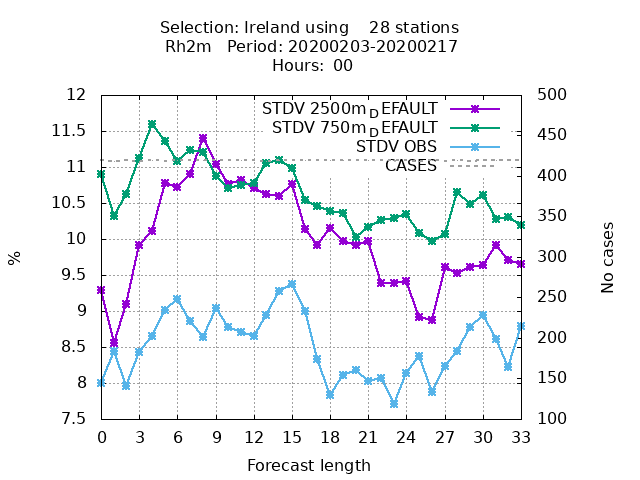 Selection: Ireland using    28 stations
Rh2m   Period: 20200203-20200217
Hours:  00
STDV 2500m_DEFAULT
STDV 750m_DEFAULT
STDV OBS
CASES
12
11.5
11
10.5
10
9.5
9
8.5
8
7.5
%
500
450
400
350
300
250
200
150
100
No cases
0 3 6 9 12 15 18 21 24 27 30 33
Forecast length